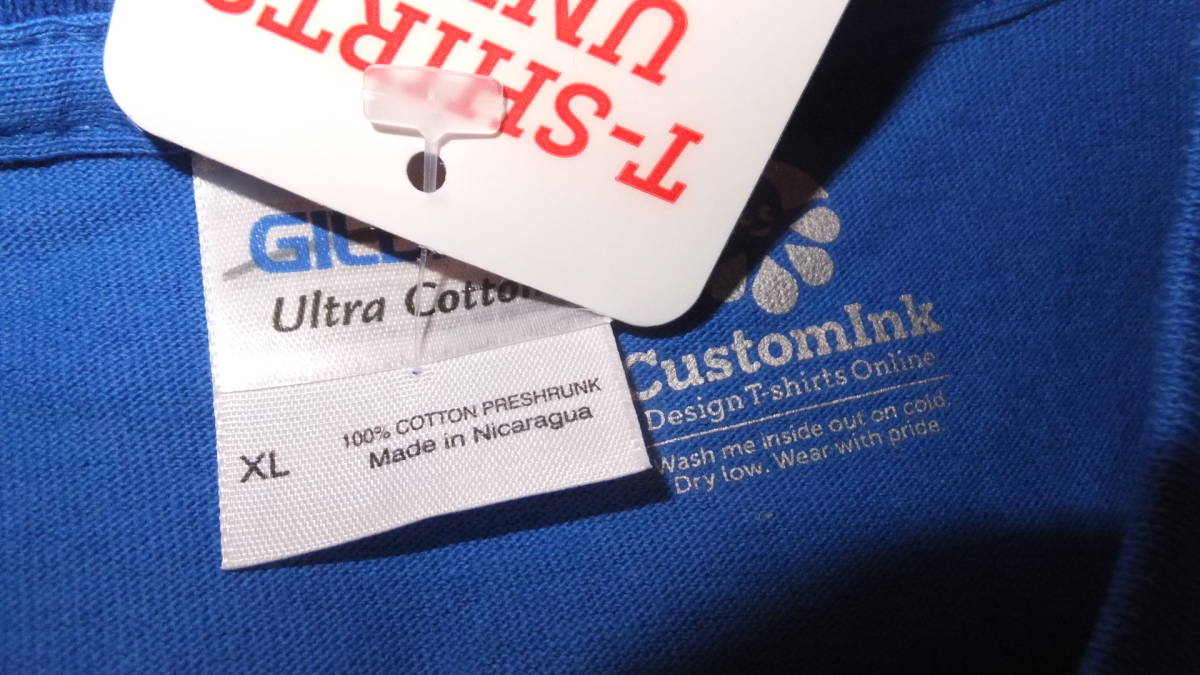 T-SHIRTS
UN
Ultra Cotton
100% COTTON PRESHRUNK
Made in Nicaragua
XL
CustomInk
Design T-shirts Online
Wash me inside out on cold
Dry low. Wear with pride